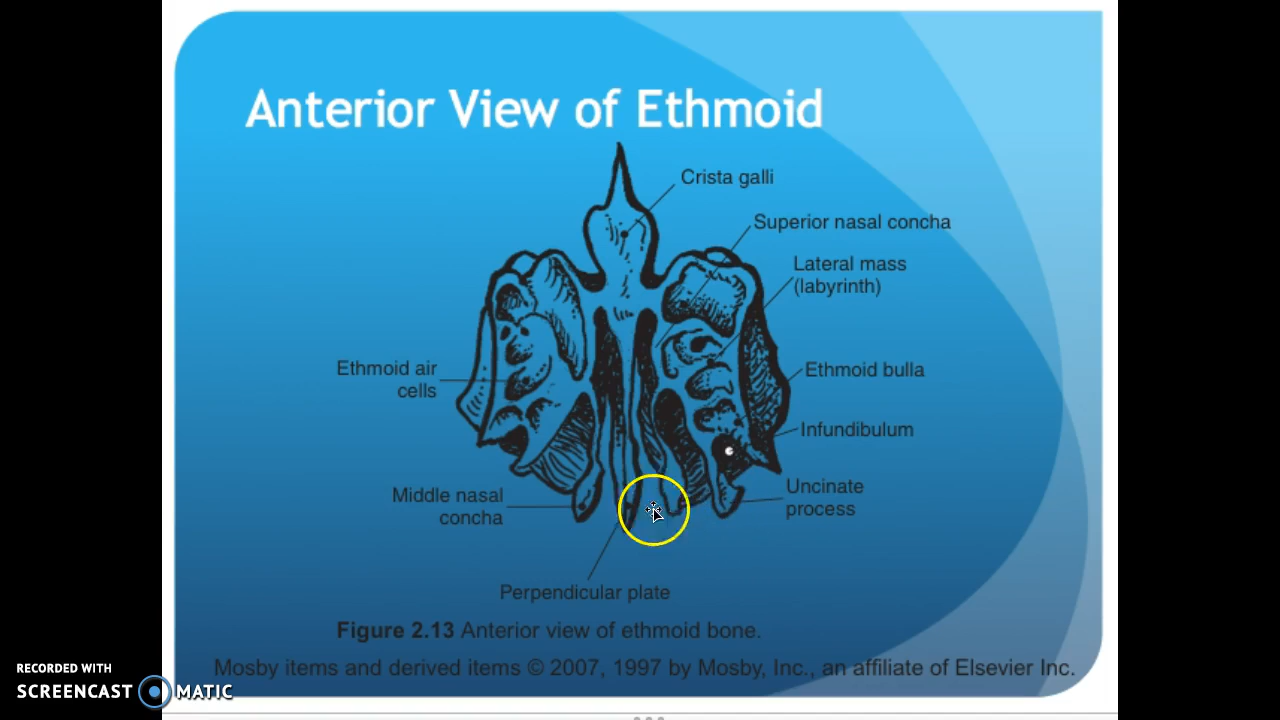 Anterior View of Ethmoid
Crista galli
Superior nasal concha
Lateral mass
(labyrinth)
Ethmoid air
cells
Ethmoid bulla
Infundibulum
Middle nasal
concha
Uncinate
process
Perpendicular plate
Figure 2.13 Anterior view of ethmoid bone.
Mosby items and derived items © 2007, 1997 by Mosby, Inc., an affiliate of Elsevier Inc.
RECORDED WITH
SCREENCAST MATIC